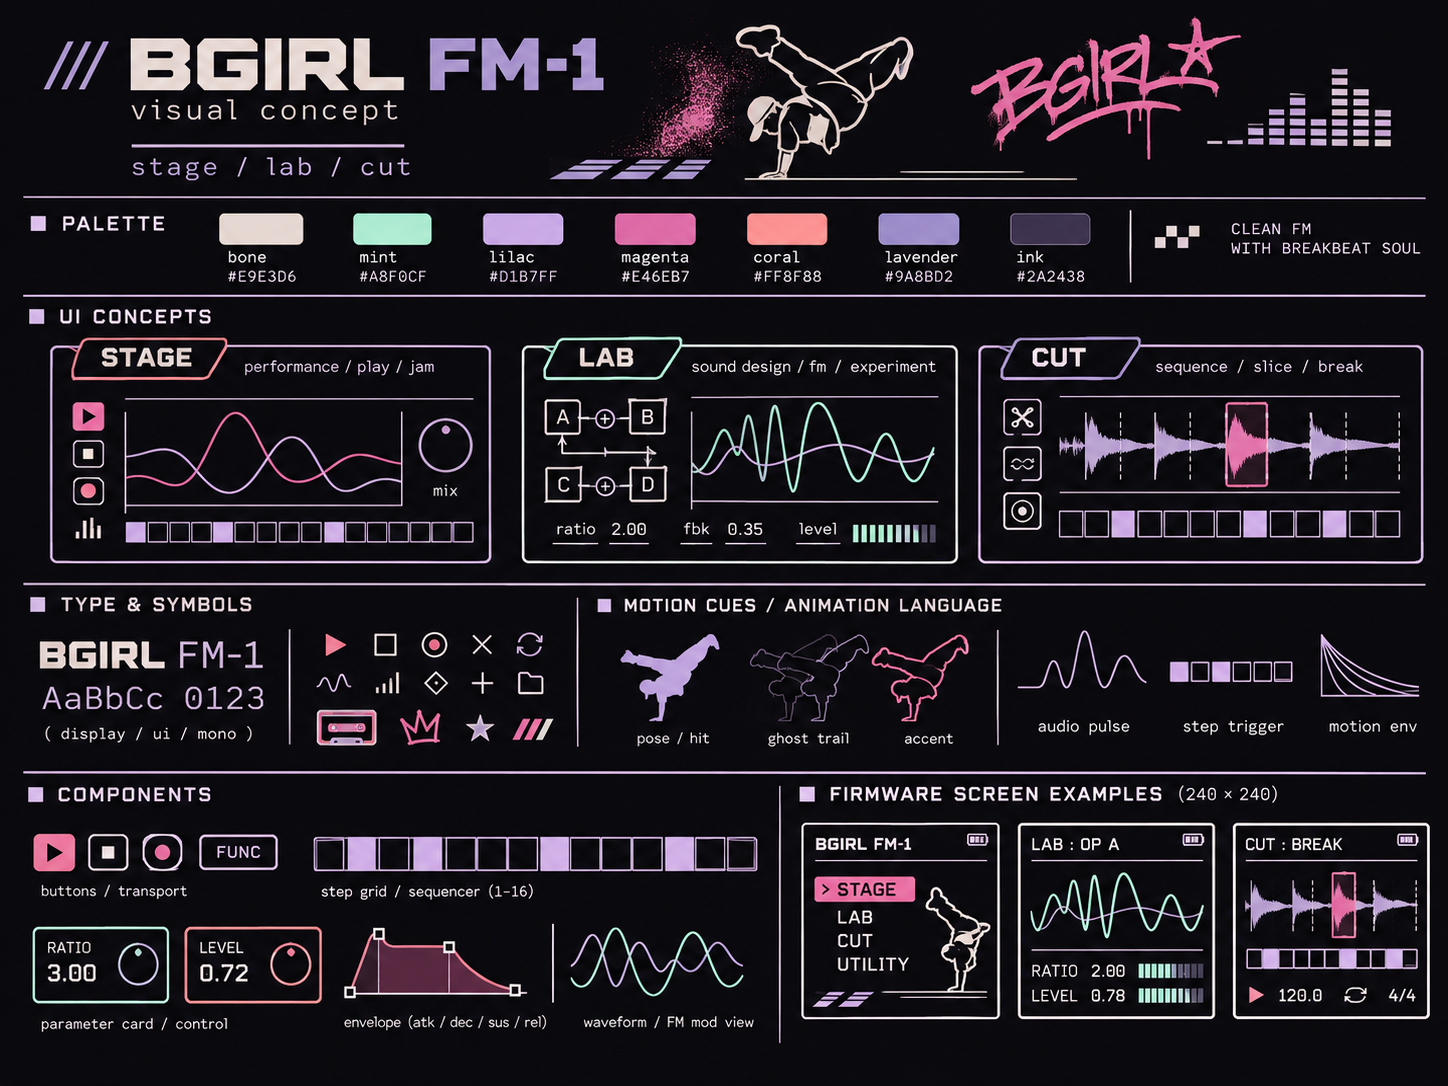 /// BGIRL FM-1
visual concept
stage / lab / cut
BGIRL
PALETTE
bone
#E9E3D6
mint
#A8F0CF
lilac
#D1B7FF
magenta
#E46EB7
coral
#FF8F88
lavender
#9A8BD2
ink
#2A2438
CLEAN FM
WITH BREAKBEAT SOUL
UI CONCEPTS
STAGE
performance / play / jam
mix
LAB
sound design / fm / experiment
A
B
C
D
ratio 2.00 fbk 0.35 level
CUT
sequence / slice / break
TYPE & SYMBOLS
BGIRL FM-1
AaBbCc 0123
( display / ui / mono )
MOTION CUES / ANIMATION LANGUAGE
pose / hit
ghost trail
accent
audio pulse
step trigger
motion env
COMPONENTS
FUNC
buttons / transport
step grid / sequencer (1-16)
RATIO
3.00
LEVEL
0.72
parameter card / control
envelope (atk / dec / sus / rel)
waveform / FM mod view
FIRMWARE SCREEN EXAMPLES (240 × 240)
BGIRL FM-1
> STAGE
LAB
CUT
UTILITY
LAB : OP A
RATIO 2.00
LEVEL 0.78
CUT : BREAK
120.0 4/4